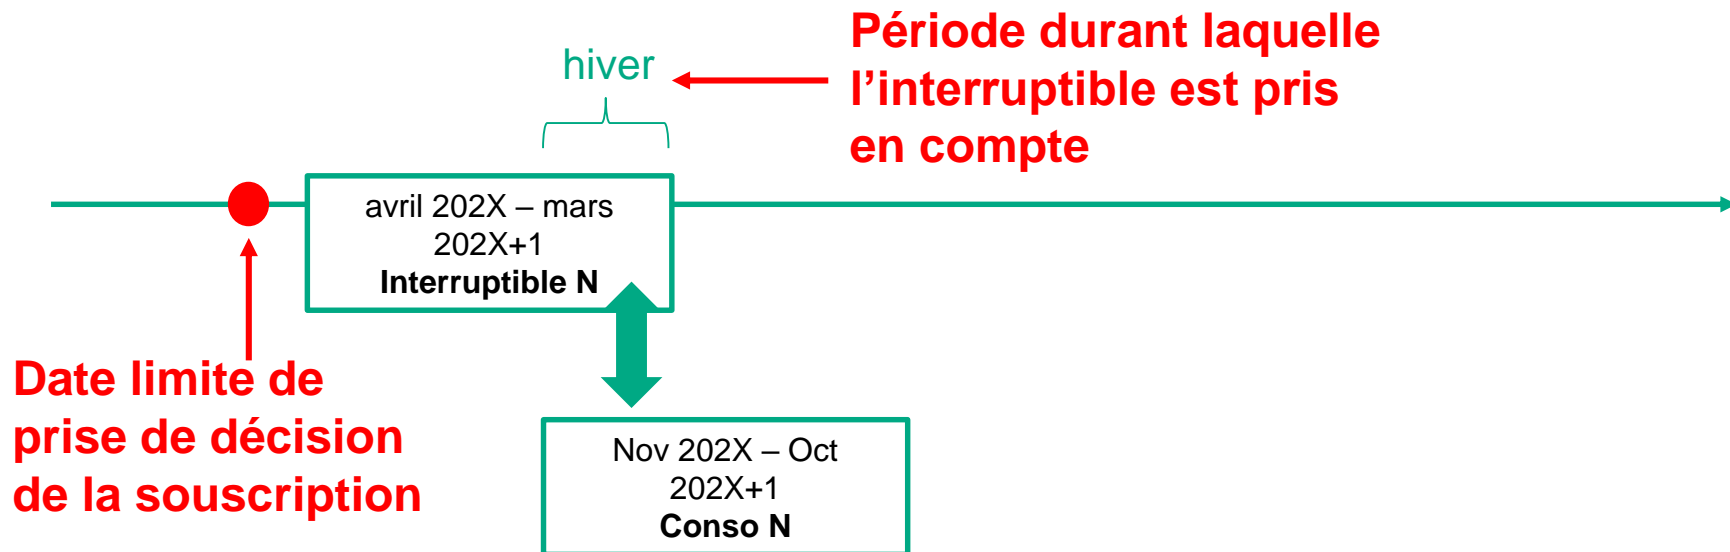 hiver
Période durant laquelle
l’interruptible est pris
en compte
avril 202X – mars
202X+1
Interruptible N
Date limite de
prise de décision
de la souscription
Nov 202X – Oct
202X+1
Conso N